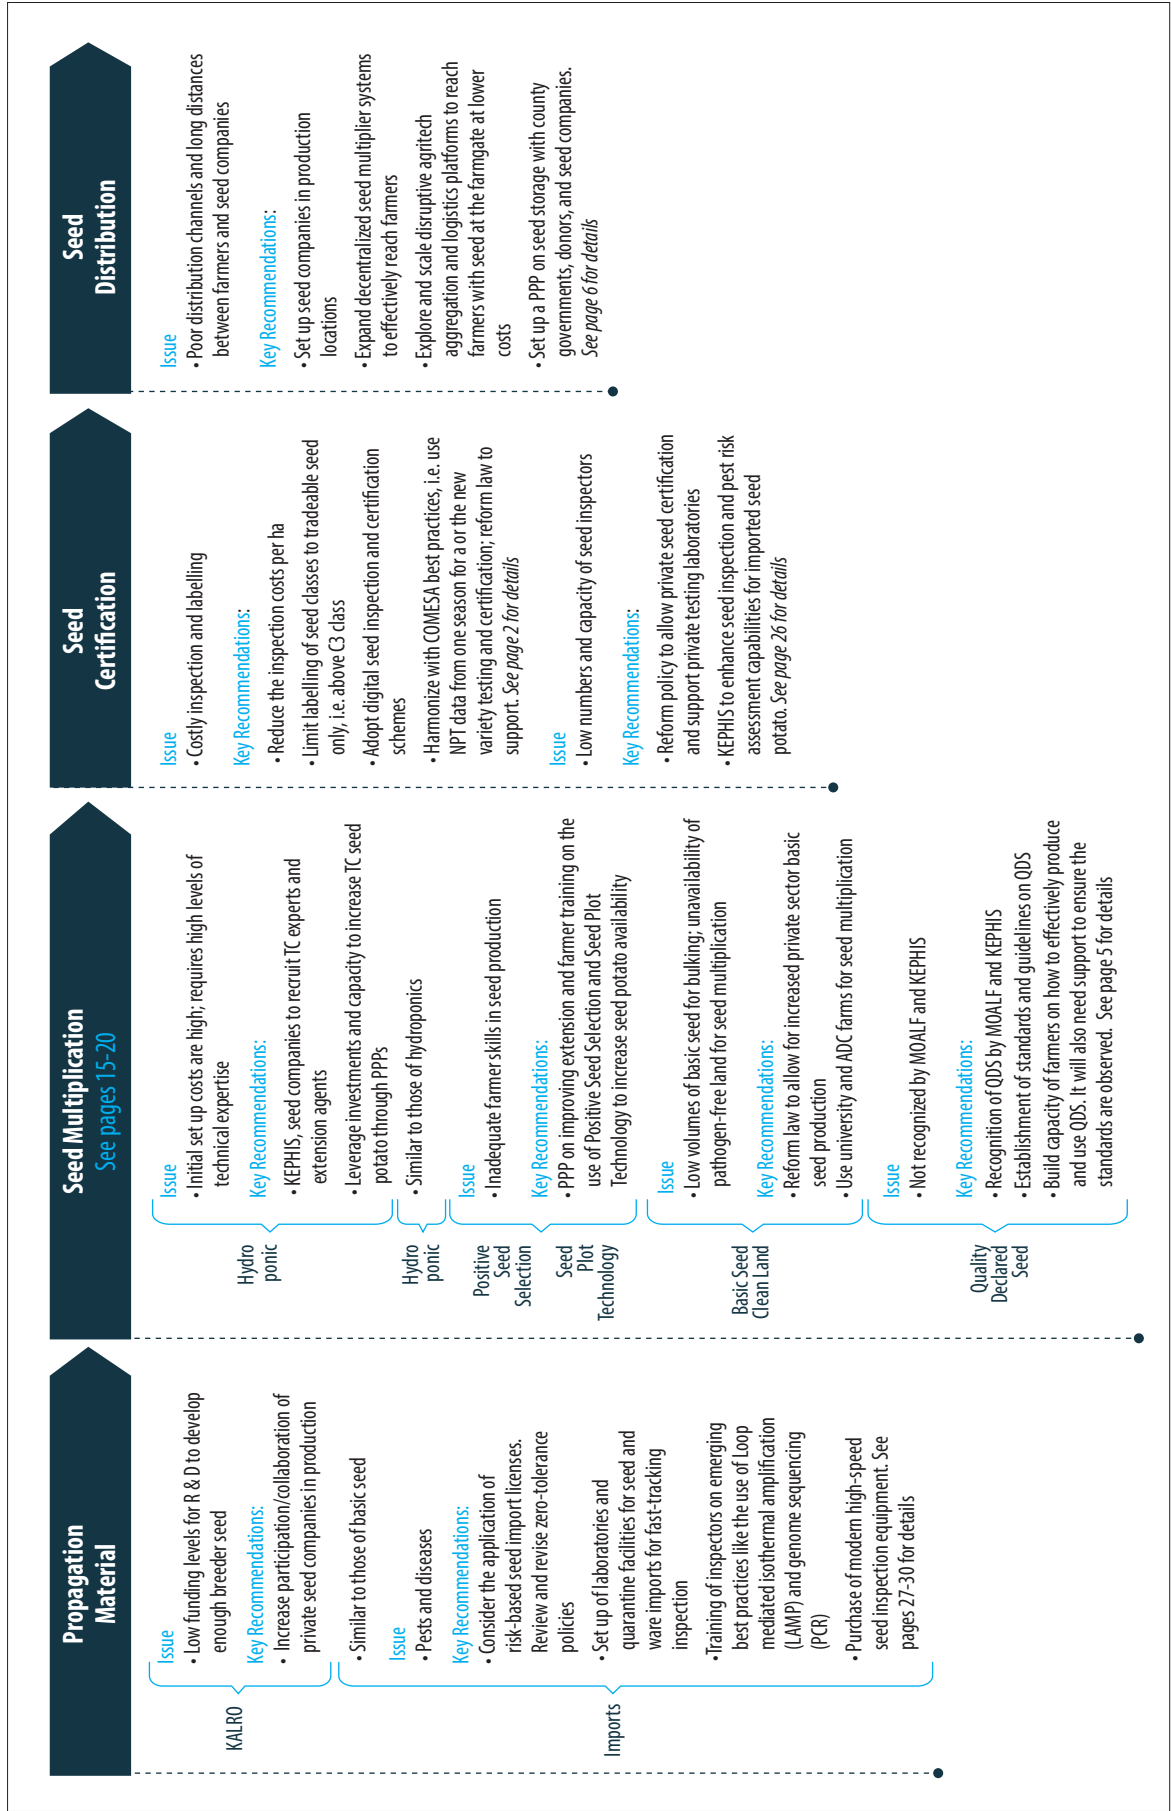 Propagation
Material
KALRO
Issue
• Low funding levels for R & D to develop
enough breeder seed
Key Recommendations:
• Increase participation/collaboration of
private seed companies in production
Imports
• Similar to those of basic seed
Issue
• Pests and diseases
Key Recommendations:
• Consider the application of
risk-based seed import licenses.
Review and revise zero-tolerance
policies
• Set up of laboratories and
quarantine facilities for seed and
ware imports for fast-tracking
inspection
•Training of inspectors on emerging
best practices like the use of Loop
mediated isothermal amplification
(LAMP) and genome sequencing
(PCR)
• Purchase of modern high-speed
seed inspection equipment. See
pages 27-30 for details
Seed Multiplication
See pages 15-20
Hydro
ponic
Issue
• Initial set up costs are high; requires high levels of
technical expertise
Key Recommendations:
• KEPHIS, seed companies to recruit TC experts and
extension agents
• Leverage investments and capacity to increase TC seed
potato through PPPs
Hydro
ponic
• Similar to those of hydroponics
Positive
Seed
Selection
Seed
Plot
Technology
Issue
• Inadequate farmer skills in seed production
Key Recommendations:
• PPP on improving extension and farmer training on the
use of Positive Seed Selection and Seed Plot
Technology to increase seed potato availability
Basic Seed
Clean Land
Issue
• Low volumes of basic seed for bulking; unavailability of
pathogen-free land for seed multiplication
Key Recommendations:
• Reform law to allow for increased private sector basic
seed production
• Use university and ADC farms for seed multiplication
Quality
Declared
Seed
Issue
• Not recognized by MOALF and KEPHIS
Key Recommendations:
• Recognition of QDS by MOALF and KEPHIS
• Establishment of standards and guidelines on QDS
• Build capacity of farmers on how to effectively produce
and use QDS. It will also need support to ensure the
standards are observed. See page 5 for details
Seed
Certification
Issue
• Costly inspection and labelling
Key Recommendations:
• Reduce the inspection costs per ha
• Limit labelling of seed classes to tradeable seed
only, i.e. above C3 class
• Adopt digital seed inspection and certification
schemes
• Harmonize with COMESA best practices, i.e. use
NPT data from one season for a or the new
variety testing and certification; reform law to
support. See page 2 for details
Issue
• Low numbers and capacity of seed inspectors
Key Recommendations:
• Reform policy to allow private seed certification
and support private testing laboratories
• KEPHIS to enhance seed inspection and pest risk
assessment capabilities for imported seed
potato. See page 26 for details
Seed
Distribution
Issue
• Poor distribution channels and long distances
between farmers and seed companies
Key Recommendations:
• Set up seed companies in production
locations
• Expand decentralized seed multiplier systems
to effectively reach farmers
• Explore and scale disruptive agritech
aggregation and logistics platforms to reach
farmers with seed at the farmgate at lower
costs
• Set up a PPP on seed storage with county
governments, donors, and seed companies.
See page 6 for details